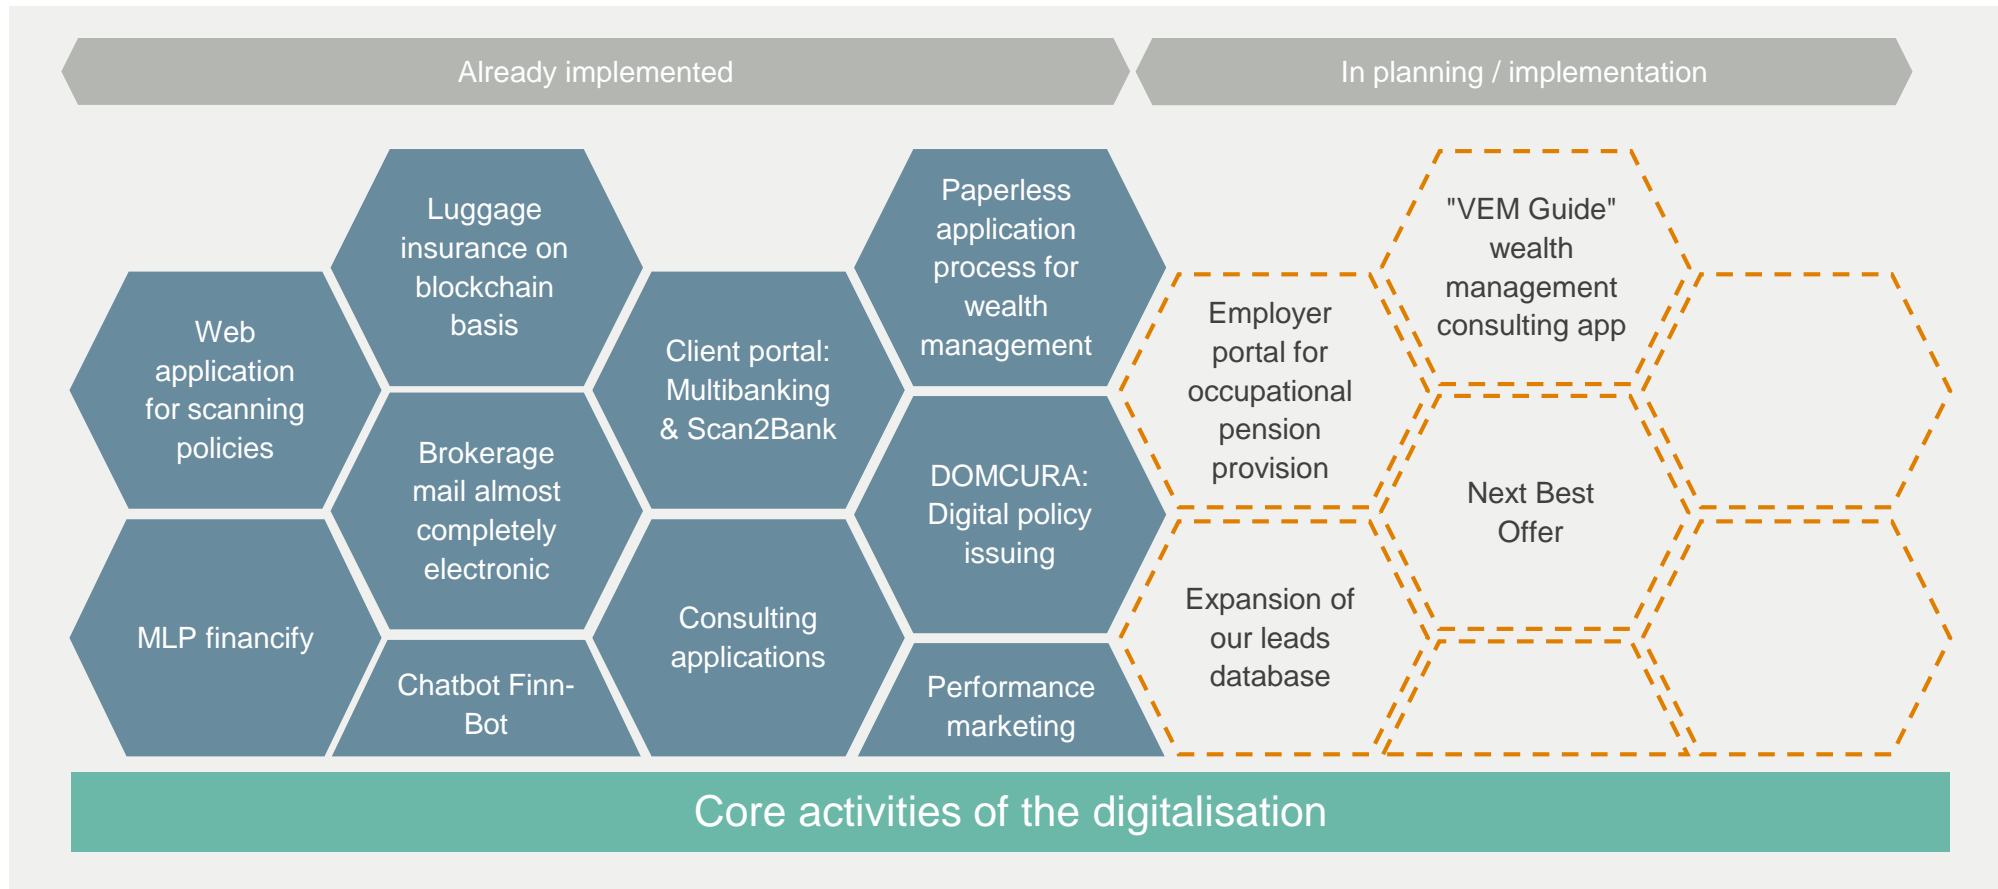 Already implemented
In planning / implementation
Web
application
for scanning
policies
MLP financify
Luggage
insurance on
blockchain
basis
Brokerage
mail almost
completely
electronic
Chatbot Finn-
Bot
Client portal:
Multibanking
& Scan2Bank
Consulting
applications
Paperless
application
process for
wealth
management
DOMCURA:
Digital policy
issuing
Performance
marketing
Employer
portal for
occupational
pension
provision
Expansion of
our leads
database
"VEM Guide"
wealth
management
consulting app
Next Best
Offer
Core activities of the digitalisation